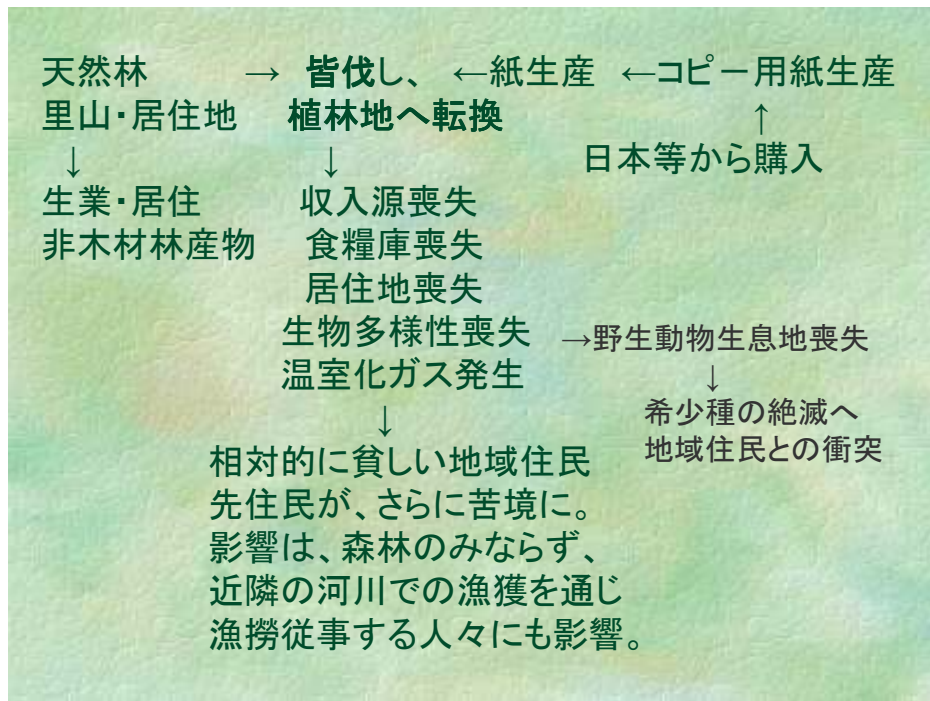 天然林 → 皆伐し、 ←紙生産 ←コピー用紙生産
里山・居住地 植林地へ転換 ↑
↓ ↓ 日本等から購入
生業・居住 収入源喪失
非木材林産物 食糧庫喪失
居住地喪失
生物多様性喪失 →野生動物生息地喪失
温室化ガス発生 ↓
↓ 希少種の絶滅へ
地域住民との衝突
相対的に貧しい地域住民
先住民が、さらに苦境に。
影響は、森林のみならず、
近隣の河川での漁獲を通じ
漁撈従事する人々にも影響。